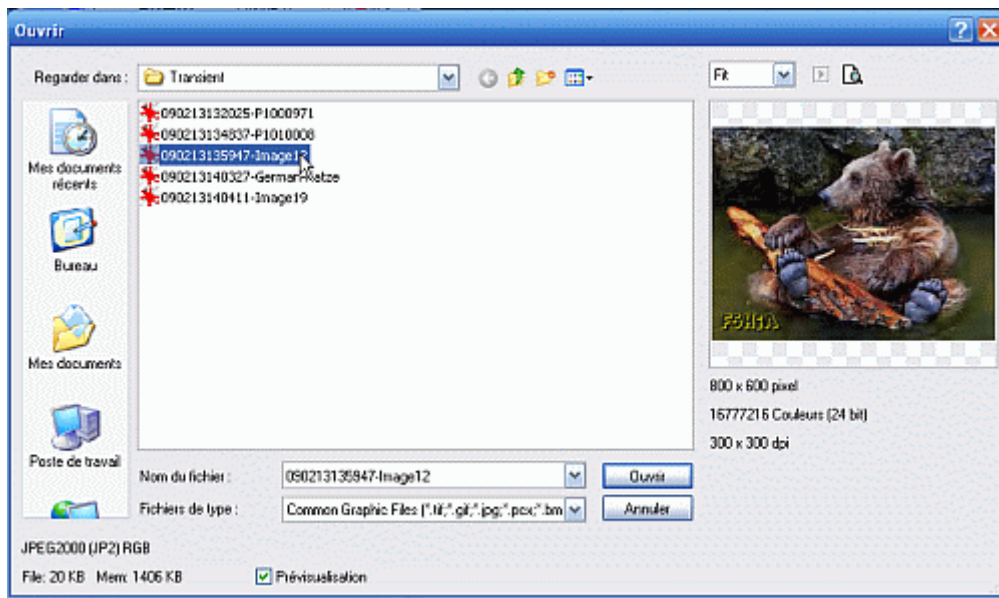 Ouvrir
Regarder dans :
Transient
Fit
090213132025-P1000971
090213134837-P1010008
090213135947-Image12
090213140327-German-Katze
090213140411-Image19
Mes documents
récents
Bureau
Mes documents
Poste de travail
800 x 600 pixel
16777216 Couleurs (24 bit)
300 x 300 dpi
Nom du fichier :
090213135947-Image12
Ouvrir
Fichiers de type :
Common Graphic Files (*.tif;*.gif;*.jpg;*.pcx;*.bm
Annuler
JPEG2000 (JP2) RGB
File: 20 KB Mem: 1406 KB
Prévisualisation